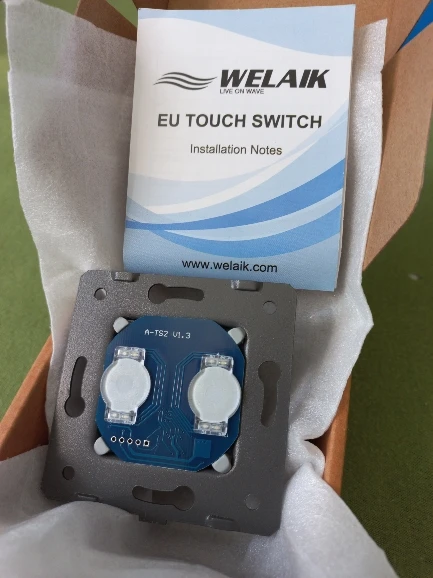 WELAIK
LIVE ON WAVE
EU TOUCH SWITCH
Installation Notes
www.welaik.com
A-TS2 V1.3